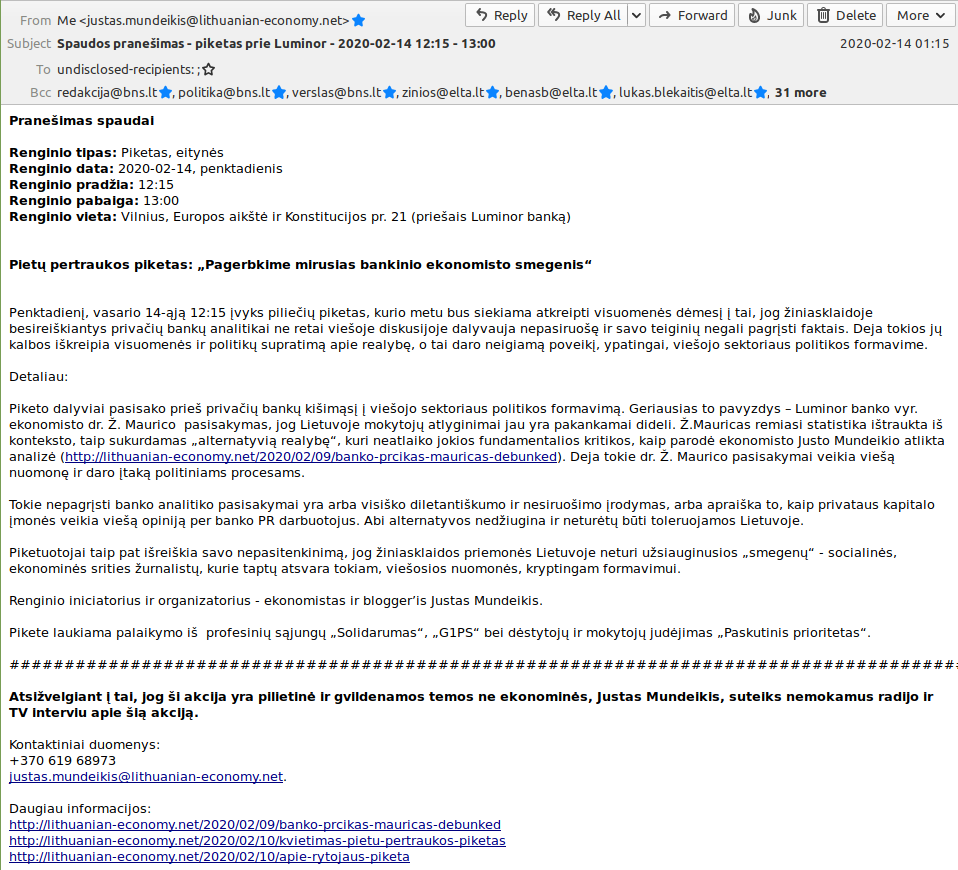 From Me <justas.mundeikis@lithuanian-economy.net>
Reply Reply All Forward Junk Delete More
Subject Spaudos pranešimas - piketas prie Luminor - 2020-02-14 12:15 - 13:00 2020-02-14 01:15
To undisclosed-recipients: ;
Bcc redakcija@bns.lt, politika@bns.lt, verslas@bns.lt, zinios@elta.lt, benasb@elta.lt, lukas.blekaitis@elta.lt, 31 more
Pranešimas spaudai
Renginio tipas: Piketas, eitynės
Renginio data: 2020-02-14, penktadienis
Renginio pradžia: 12:15
Renginio pabaiga: 13:00
Renginio vieta: Vilnius, Europos aikštė ir Konstitucijos pr. 21 (priešais Luminor banką)
Pietų pertraukos piketas: „Pagerbkime mirusias bankinio ekonomisto smegenis“
Penktadienį, vasario 14-ąją 12:15 įvyks piliečių piketas, kurio metu bus siekiama atkreipti visuomenės dėmesį į tai, jog žiniasklaidoje
besireiškiantys privačių bankų analitikai ne retai viešoje diskusijoje dalyvauja nepasiruošę ir savo teiginių negali pagrįsti faktais. Deja tokios jų
kalbos iškreipia visuomenės ir politikų supratimą apie realybę, o tai daro neigiamą poveikį, ypatingai, viešojo sektoriaus politikos formavime.
Detaliau:
Piketo dalyviai pasisako prieš privačių bankų kišimąsį į viešojo sektoriaus politikos formavimą. Geriausias to pavyzdys – Luminor banko vyr.
ekonomisto dr. Ž. Maurico pasisakymas, jog Lietuvoje mokytojų atlyginimai jau yra pakankamai dideli. Ž.Mauricas remiasi statistika ištraukta iš
konteksto, taip sukurdamas „alternatyvią realybę“, kuri neatlaiko jokios fundamentalios kritikos, kaip parodė ekonomisto Justo Mundeikio atlikta
analizė (http://lithuanian-economy.net/2020/02/09/banko-prcikas-mauricas-debunked). Deja tokie dr. Ž. Maurico pasisakymai veikia viešą
nuomonę ir daro įtaką politiniams procesams.
Tokie nepagrįsti banko analitiko pasisakymai yra arba visiško diletantiškumo ir nesiruošimo įrodymas, arba apraiška to, kaip privataus kapitalo
įmonės veikia viešą opiniją per banko PR darbuotojus. Abi alternatyvos nedžiugina ir neturėtų būti toleruojamos Lietuvoje.
Piketuotojai taip pat išreiškia savo nepasitenkinimą, jog žiniasklaidos priemonės Lietuvoje neturi užsiauginusios „smegenų“ - socialinės,
ekonominės srities žurnalistų, kurie taptų atsvara tokiam, viešosios nuomonės, kryptingam formavimui.
Renginio iniciatorius ir organizatorius - ekonomistas ir blogger’is Justas Mundeikis.
Pikete laukiama palaikymo iš profesinių sąjungų „Solidarumas“, „G1PS“ bei dėstytojų ir mokytojų judėjimas „Paskutinis prioritetas“.
##########################################################################################
Atsižvelgiant į tai, jog ši akcija yra pilietinė ir gvildenamos temos ne ekonominės, Justas Mundeikis, suteiks nemokamus radijo ir
TV interviu apie šią akciją.
Kontaktiniai duomenys:
+370 619 68973
justas.mundeikis@lithuanian-economy.net.
Daugiau informacijos:
http://lithuanian-economy.net/2020/02/09/banko-prcikas-mauricas-debunked
http://lithuanian-economy.net/2020/02/10/kvietimas-pietu-pertraukos-piketas
http://lithuanian-economy.net/2020/02/10/apie-rytojaus-piketa